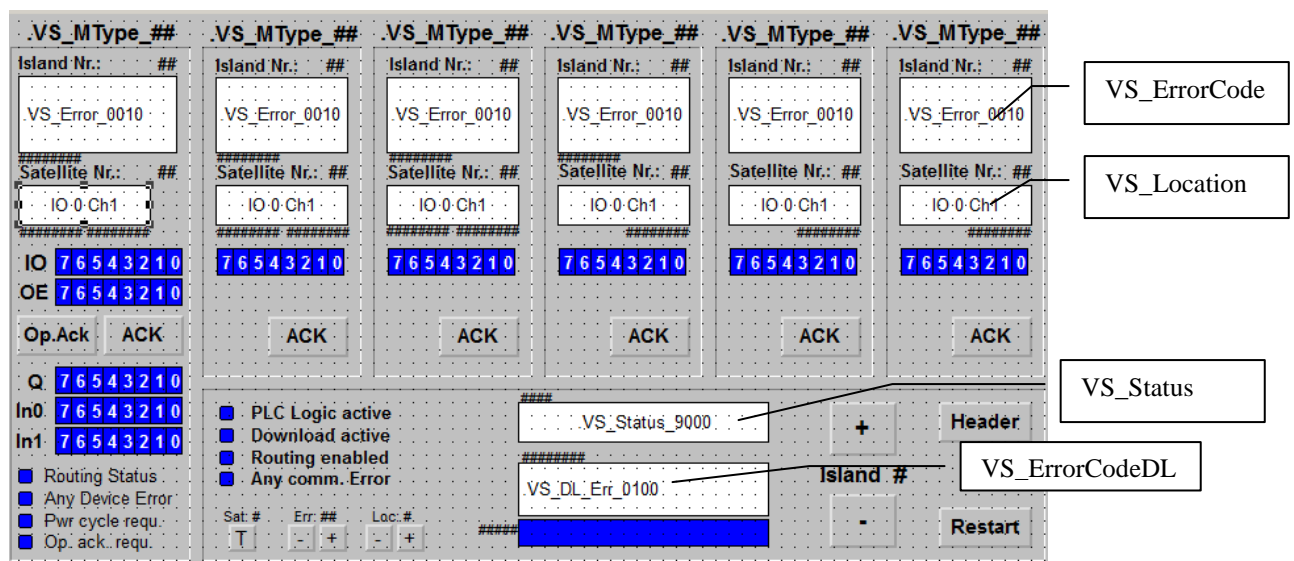 .VS_MType_## .VS_MType_## .VS_MType_## .VS_MType_## .VS_MType_## .VS_MType_##
Island Nr.: ## Island Nr.: ## Island Nr.: ## Island Nr.: ## Island Nr.: ## Island Nr.: ##
.VS_Error_0010 .VS_Error_0010 .VS_Error_0010 .VS_Error_0010 .VS_Error_0010 .VS_Error_0010
VS_ErrorCode
######## ######## ######## ########
Satellite Nr.: ## Satellite Nr.: ## Satellite Nr.: ## Satellite Nr.: ## Satellite Nr.: ## Satellite Nr.: ##
VS_Location
IO 0 Ch1 IO 0 Ch1 IO 0 Ch1 IO 0 Ch1 IO 0 Ch1 IO 0 Ch1
######## ######## ######## ######## ######## ######## ######## ######## ########
IO 7 6 5 4 3 2 1 0 7 6 5 4 3 2 1 0 7 6 5 4 3 2 1 0 7 6 5 4 3 2 1 0 7 6 5 4 3 2 1 0 7 6 5 4 3 2 1 0
OE 7 6 5 4 3 2 1 0
Op.Ack ACK ACK ACK ACK ACK ACK
Q 7 6 5 4 3 2 1 0
In0 7 6 5 4 3 2 1 0
In1 7 6 5 4 3 2 1 0
Routing Status
Any Device Error
Pwr cycle requ.
Op. ack. requ.
PLC Logic active
Download active
Routing enabled
Any comm. Error
Sat: # Err: ## Loc: #
T - + - +
####
.VS_Status_9000
VS_Status
########
VS_DL_Err_0100
VS_ErrorCodeDL
#####
+
Island #
-
Header
Restart